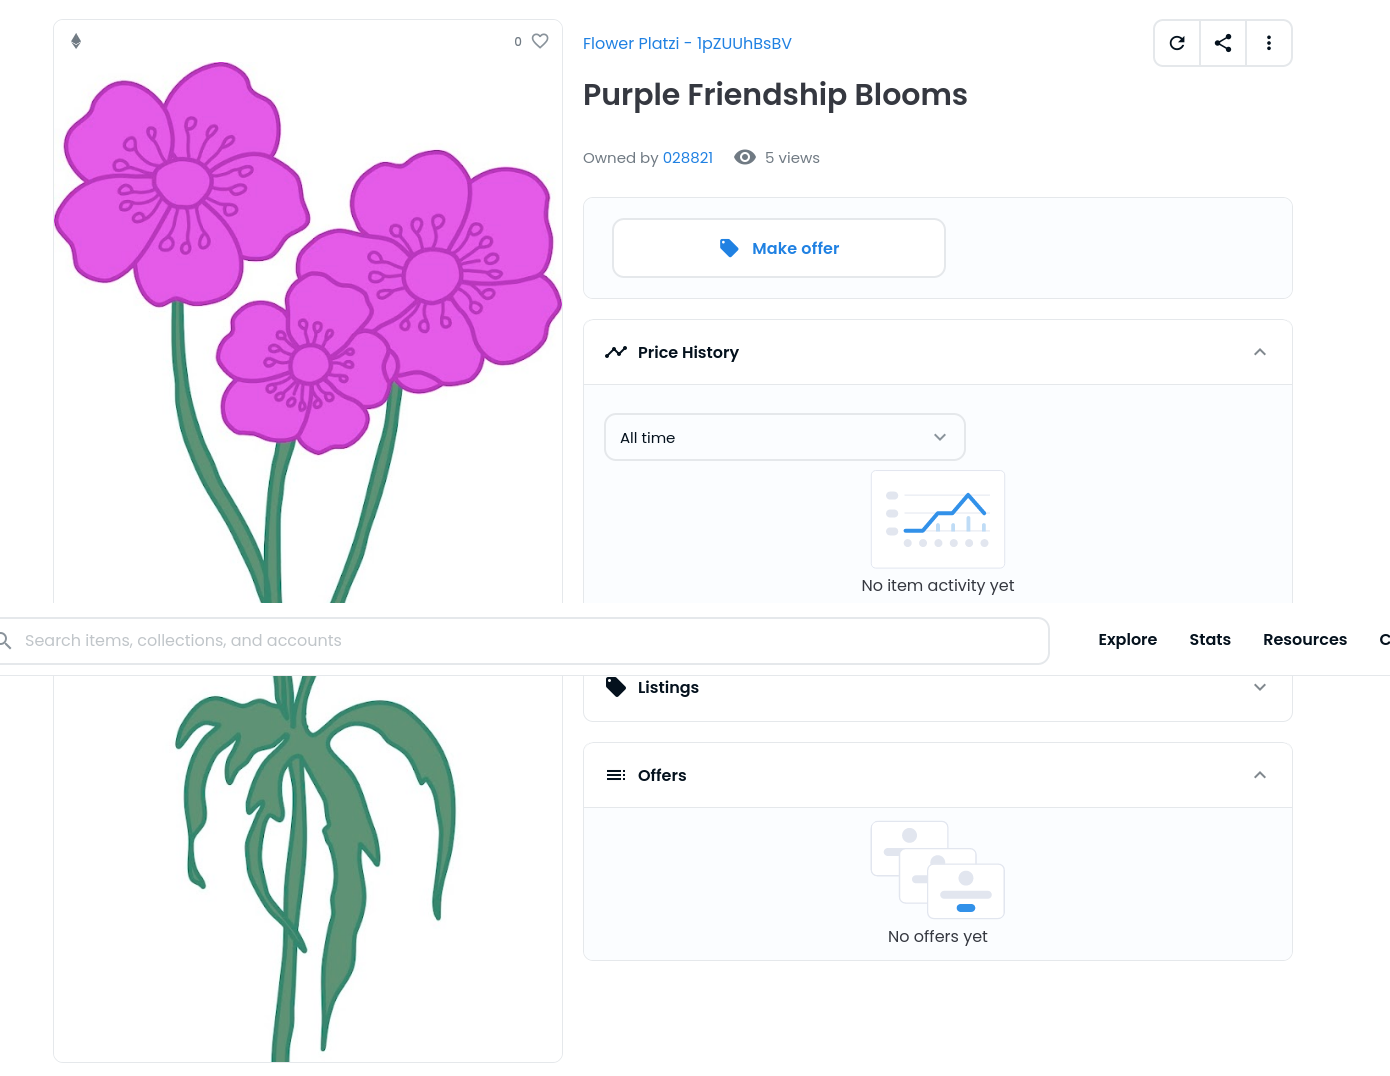 0
Flower Platzi - 1pZUUhBsBV
Purple Friendship Blooms
Owned by 028821 5 views
Make offer
Price History
All time
No item activity yet
Search items, collections, and accounts
Explore Stats Resources C
Listings
Offers
No offers yet